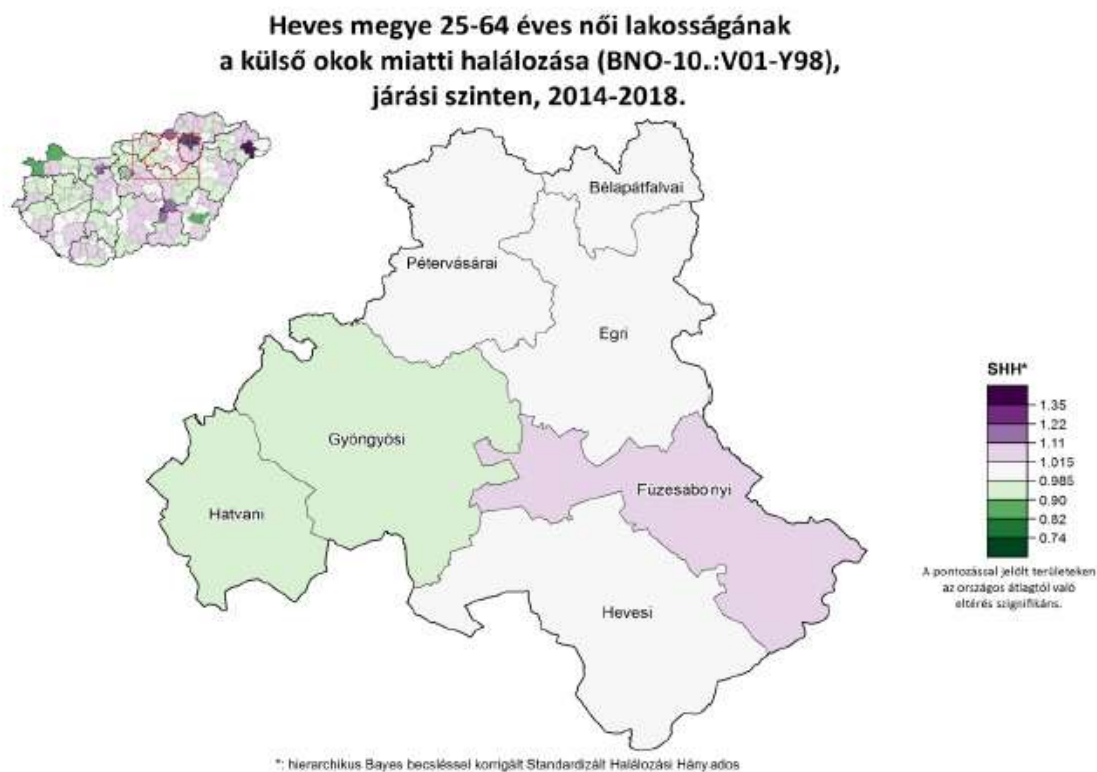 Heves megye 25-64 éves női lakosságának
a külső okok miatti halálozása (BNO-10.:V01-Y98),
járási szinten, 2014-2018.
Bélapátfalvai
Pétervásárai
Egri
Gyöngyösi
Hatvani
Füzesabonyi
Hevesi
SHH*
1.35
1.22
1.11
1.015
0.985
0.90
0.82
0.74
A pontozással jelölt területeken
az országos átlagtól való
eltérés szignifikáns.
*: hierarchikus Bayes becsléssel korrigált Standardizált Halálozási Hányados